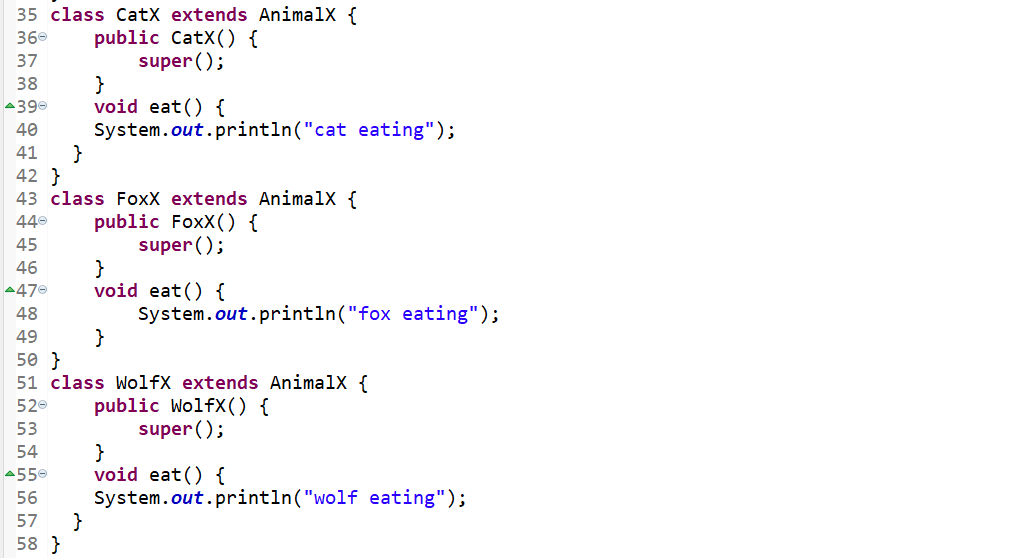 35 class CatX extends AnimalX {
36 public CatX() {
37 super();
38 }
39 void eat() {
40 System.out.println("cat eating");
41 }
42 }
43 class FoxX extends AnimalX {
44 public FoxX() {
45 super();
46 }
47 void eat() {
48 System.out.println("fox eating");
49 }
50 }
51 class WolfX extends AnimalX {
52 public WolfX() {
53 super();
54 }
55 void eat() {
56 System.out.println("wolf eating");
57 }
58 }